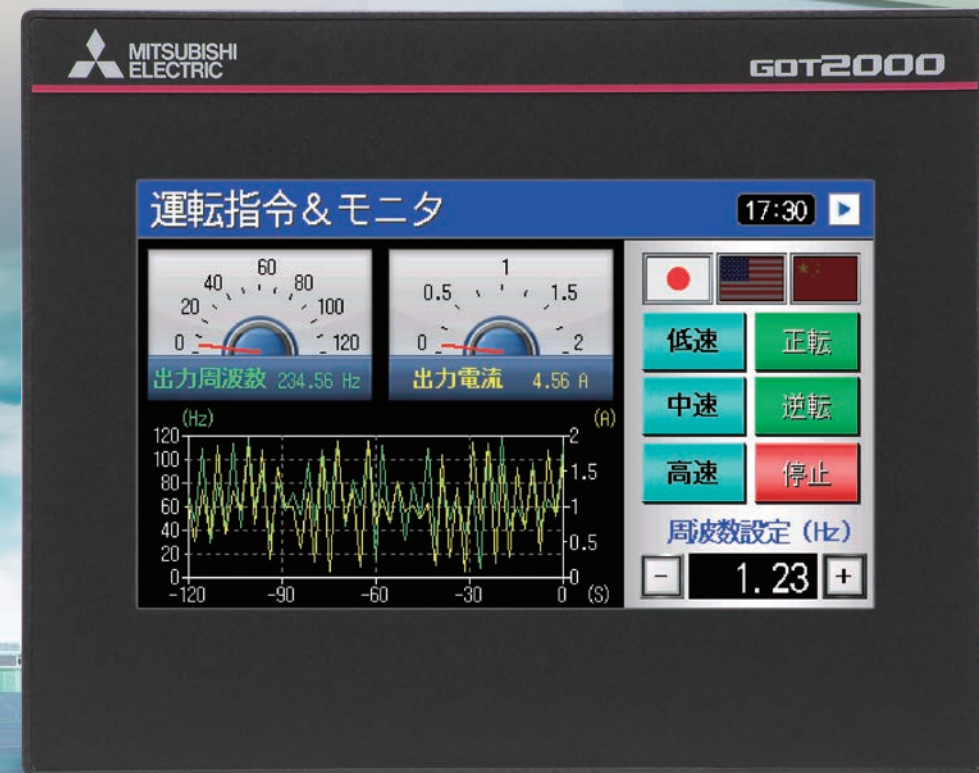 MITSUBISHI
ELECTRIC
GOT2000
運転指令&モニタ
17:30
0 20 40 60 80 100 120
出力周波数 234.56 Hz
0 0.5 1 1.5 2
出力電流 4.56 A
低速 正転
中速 逆転
高速 停止
(Hz) (A)
120 2
100
80 1.5
60 1
40
20 0.5
0 0
-120 -90 -60 -30 0 (S)
周波数設定 (Hz)
- 1.23 +